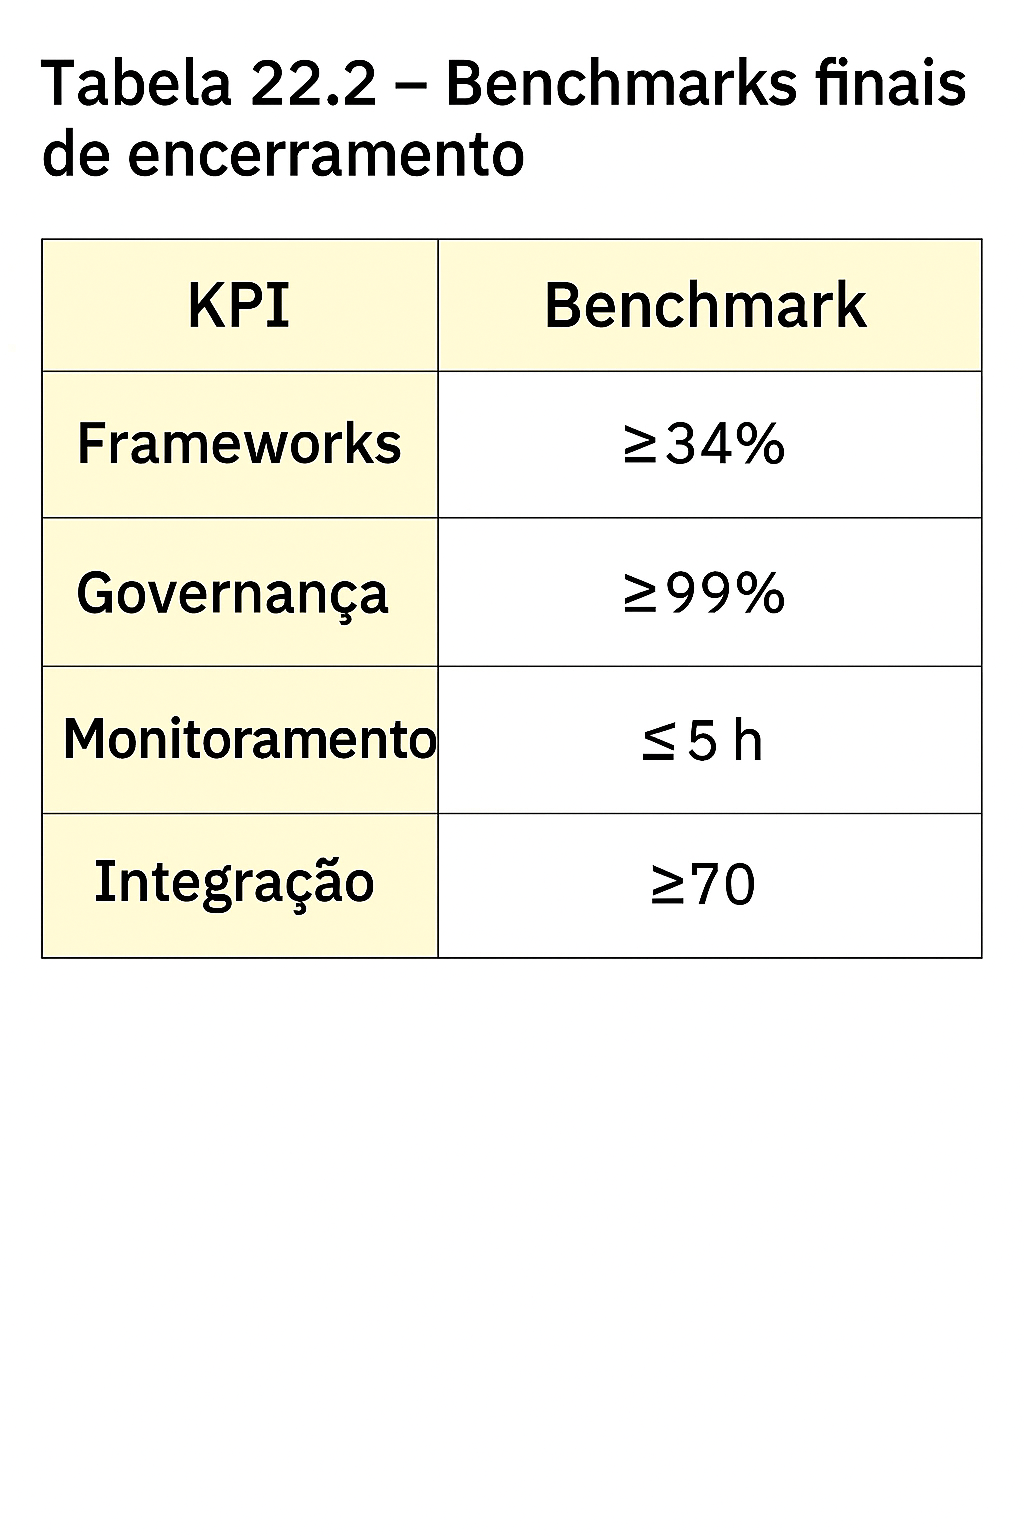 Tabela 22.2 – Benchmarks finais
de encerramento
KPI Benchmark
Frameworks ≥34%
Governança ≥99%
Monitoramento ≤5 h
Integração ≥70